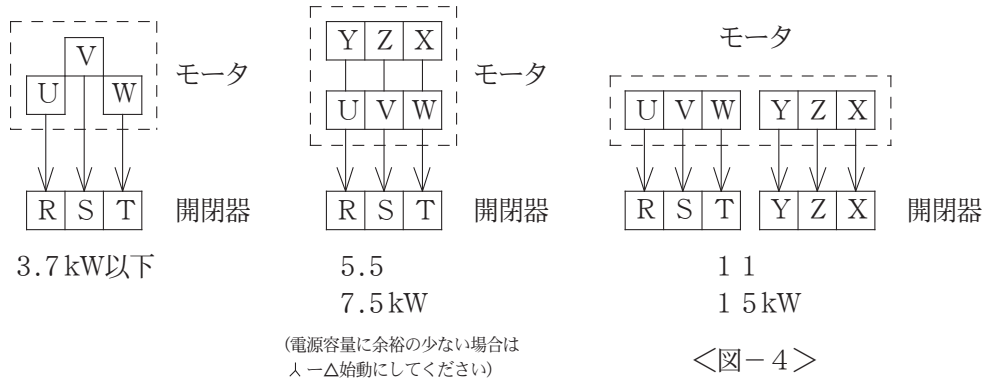 V
U W
モータ
R S T
開閉器
3.7kW以下
Y Z X
モータ
U V W
R S T
開閉器
5.5
7.5kW
(電源容量に余裕の少ない場合は
人ー△始動にしてください)
モータ
U V W Y Z X
R S T Y Z X
開閉器
11
15kW
<図−4>